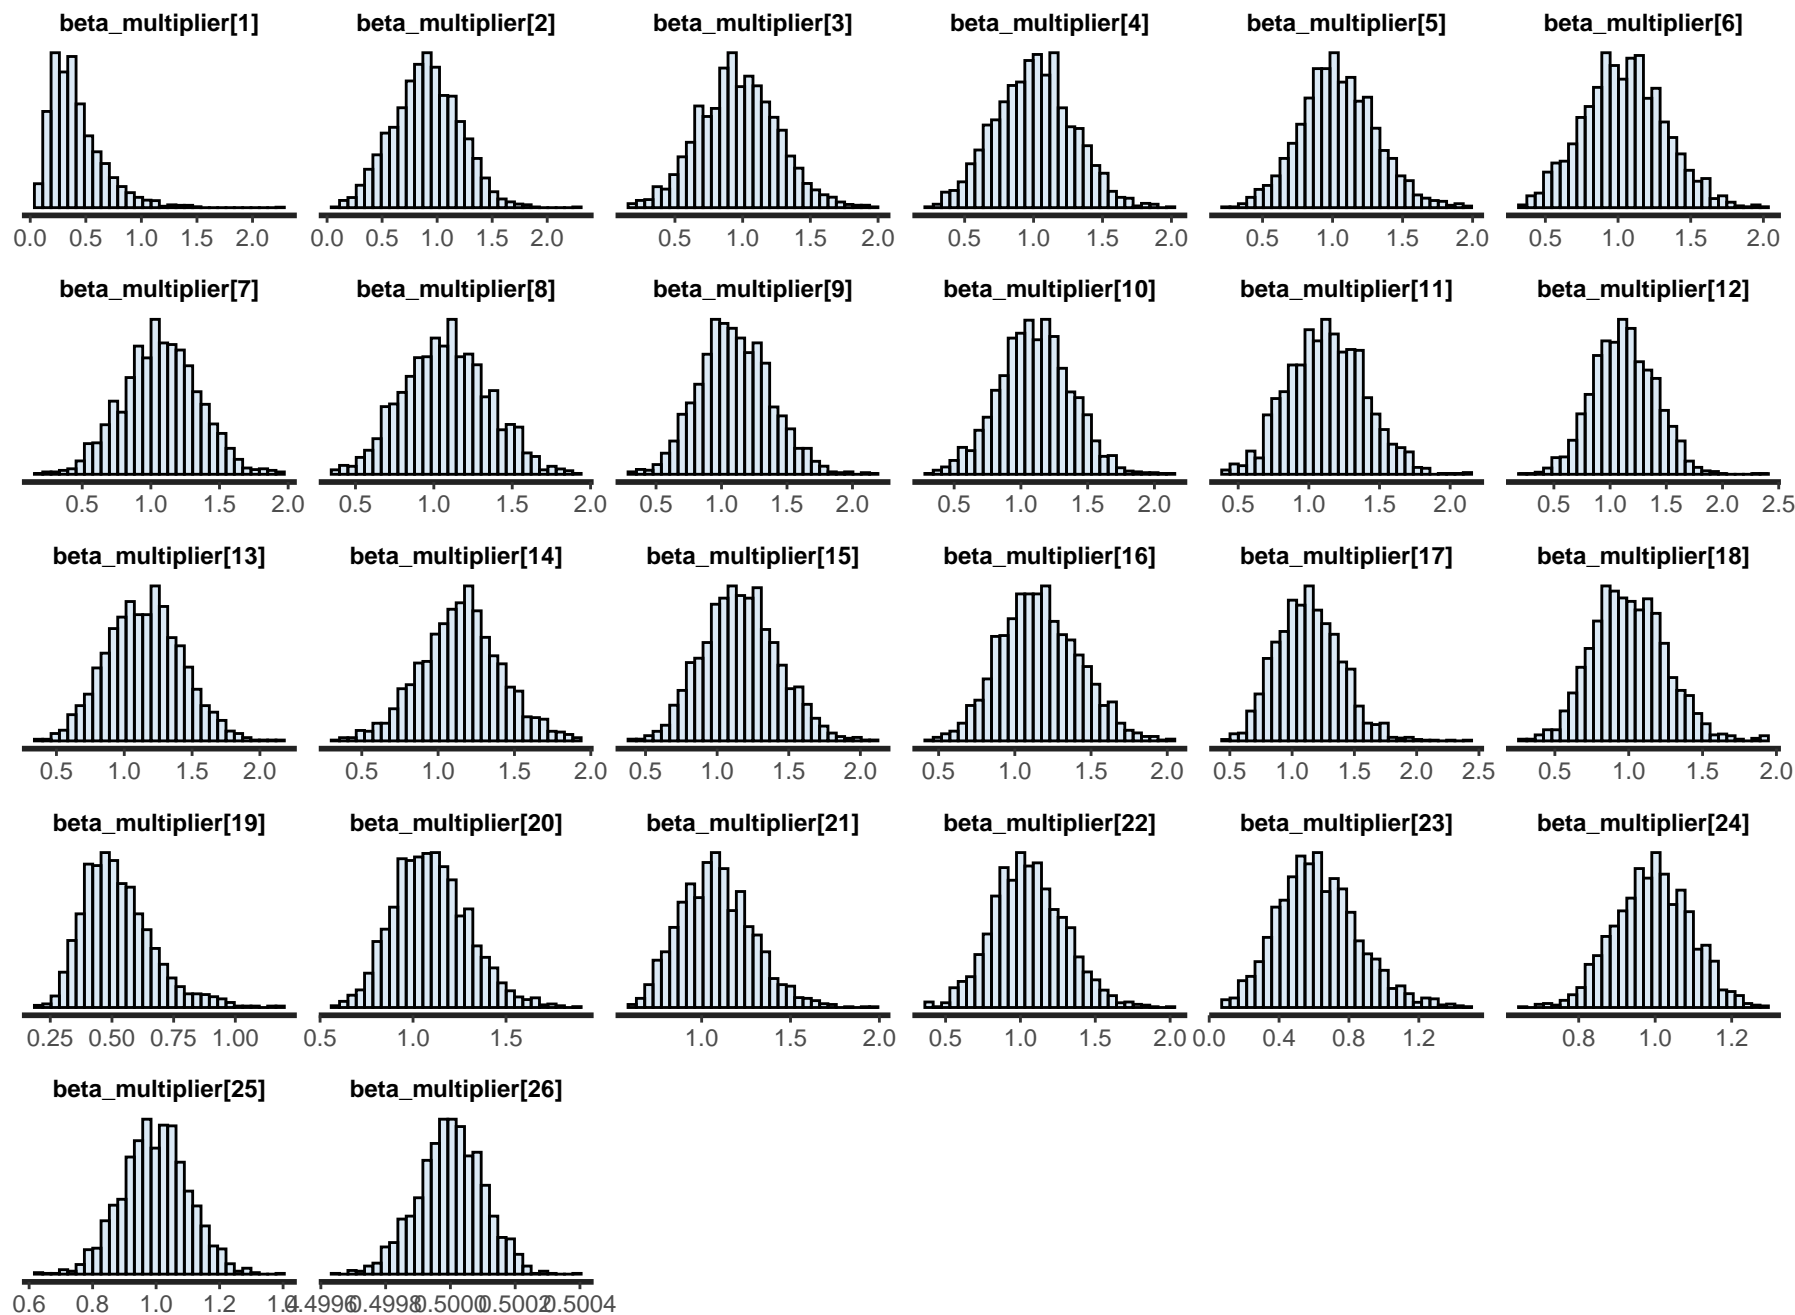 beta_multiplier[1] beta_multiplier[2] beta_multiplier[3] beta_multiplier[4] beta_multiplier[5] beta_multiplier[6]
0.0 0.5 1.0 1.5 2.0 0.0 0.5 1.0 1.5 2.0 0.5 1.0 1.5 2.0 0.5 1.0 1.5 2.0 0.5 1.0 1.5 2.0 0.5 1.0 1.5 2.0
beta_multiplier[7] beta_multiplier[8] beta_multiplier[9] beta_multiplier[10] beta_multiplier[11] beta_multiplier[12]
0.5 1.0 1.5 2.0 0.5 1.0 1.5 2.0 0.5 1.0 1.5 2.0 0.5 1.0 1.5 2.0 0.5 1.0 1.5 2.0 0.5 1.0 1.5 2.0 2.5
beta_multiplier[13] beta_multiplier[14] beta_multiplier[15] beta_multiplier[16] beta_multiplier[17] beta_multiplier[18]
0.5 1.0 1.5 2.0 0.5 1.0 1.5 2.0 0.5 1.0 1.5 2.0 0.5 1.0 1.5 2.0 0.5 1.0 1.5 2.0 2.5 0.5 1.0 1.5 2.0
beta_multiplier[19] beta_multiplier[20] beta_multiplier[21] beta_multiplier[22] beta_multiplier[23] beta_multiplier[24]
0.25 0.50 0.75 1.00 0.5 1.0 1.5 1.0 1.5 2.0 0.5 1.0 1.5 2.0 0.0 0.4 0.8 1.2 0.8 1.0 1.2
beta_multiplier[25] beta_multiplier[26]
0.6 0.8 1.0 1.2 1.4 0.4996 0.4998 0.5000 0.5002 0.5004